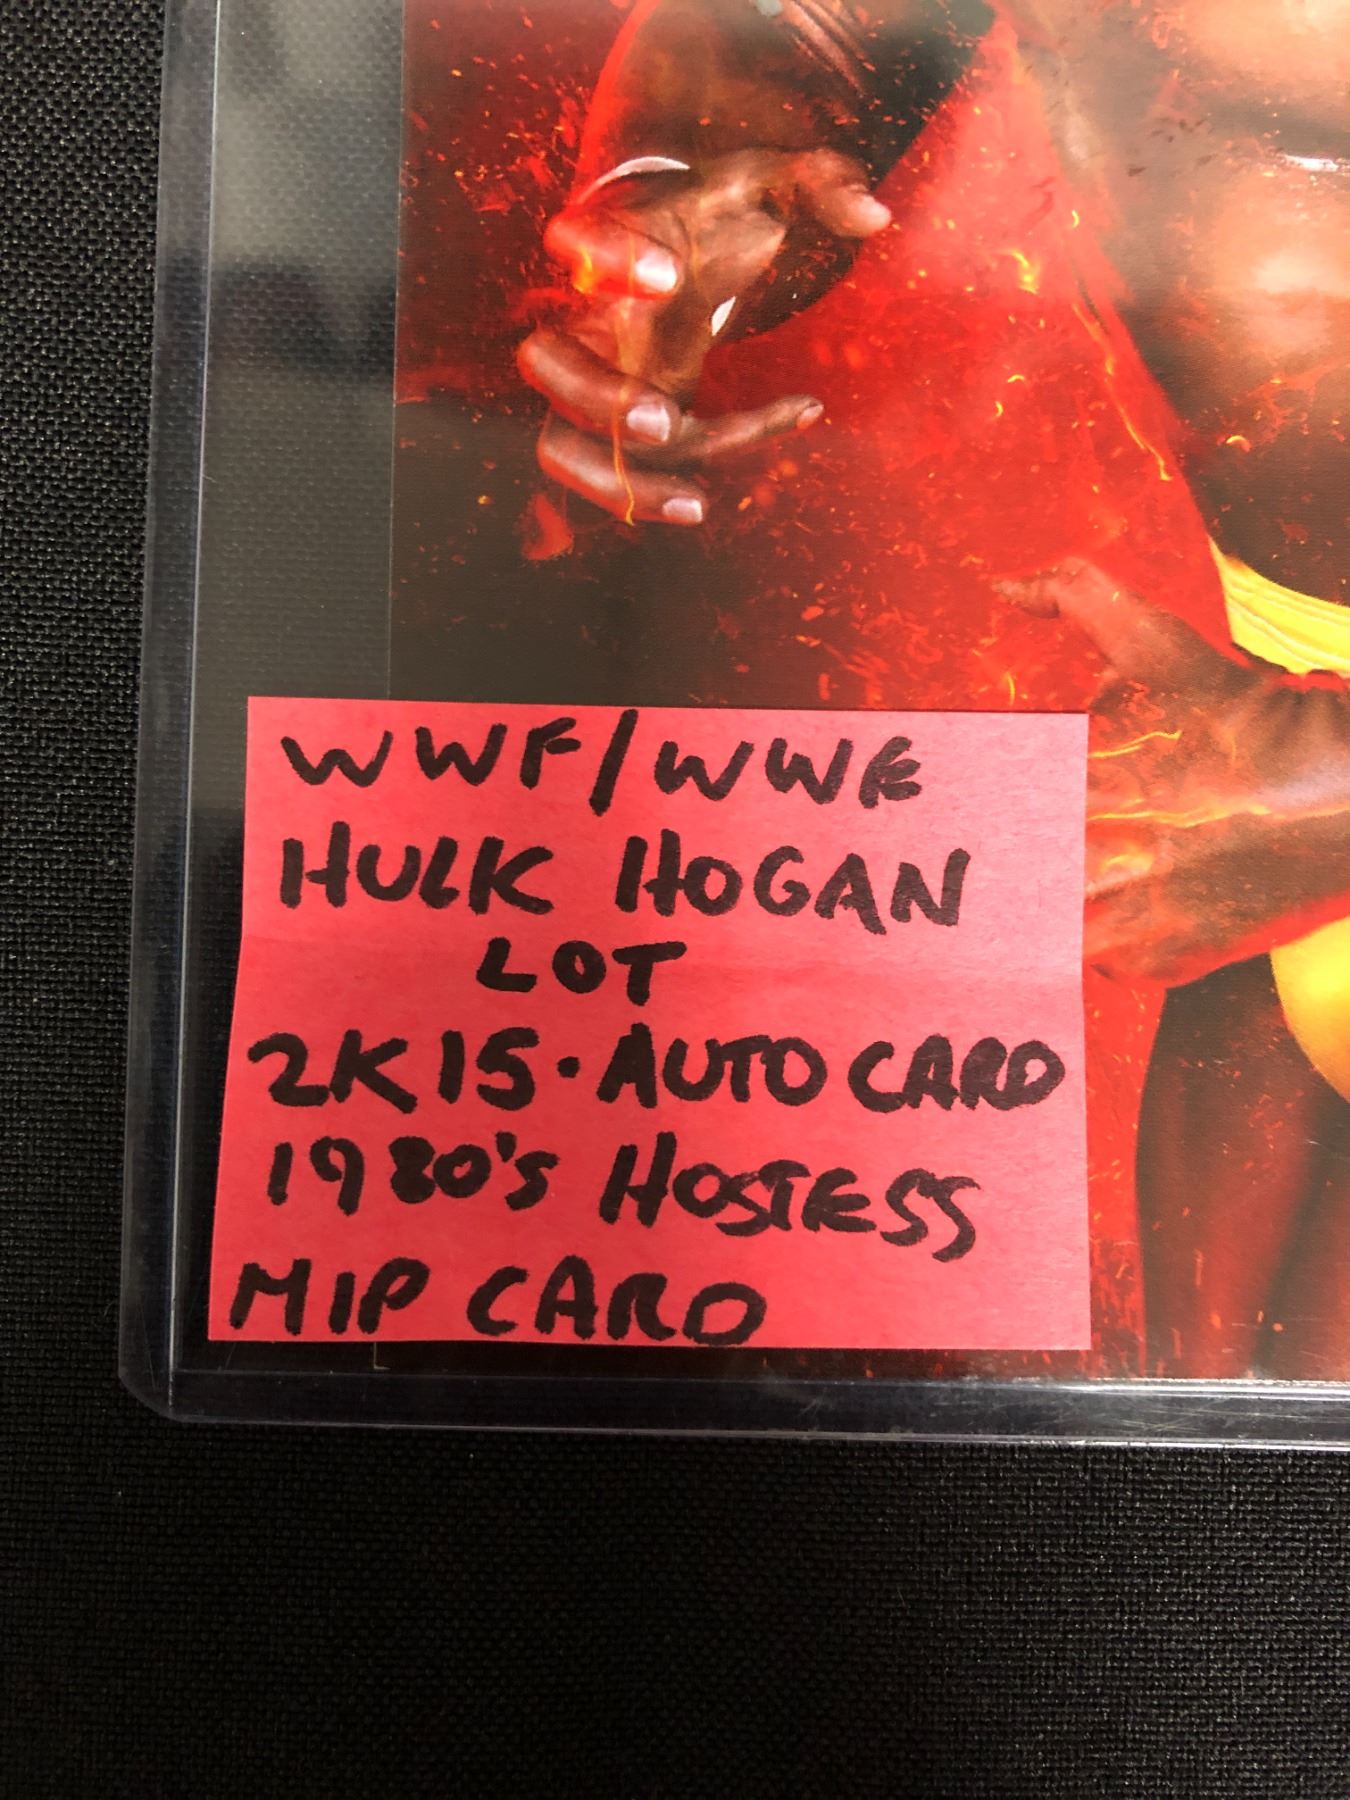 WWF/WWE
HULK HOGAN
LOT
2K15·AUTO CARD
1980's HOSTESS
MIP CARD